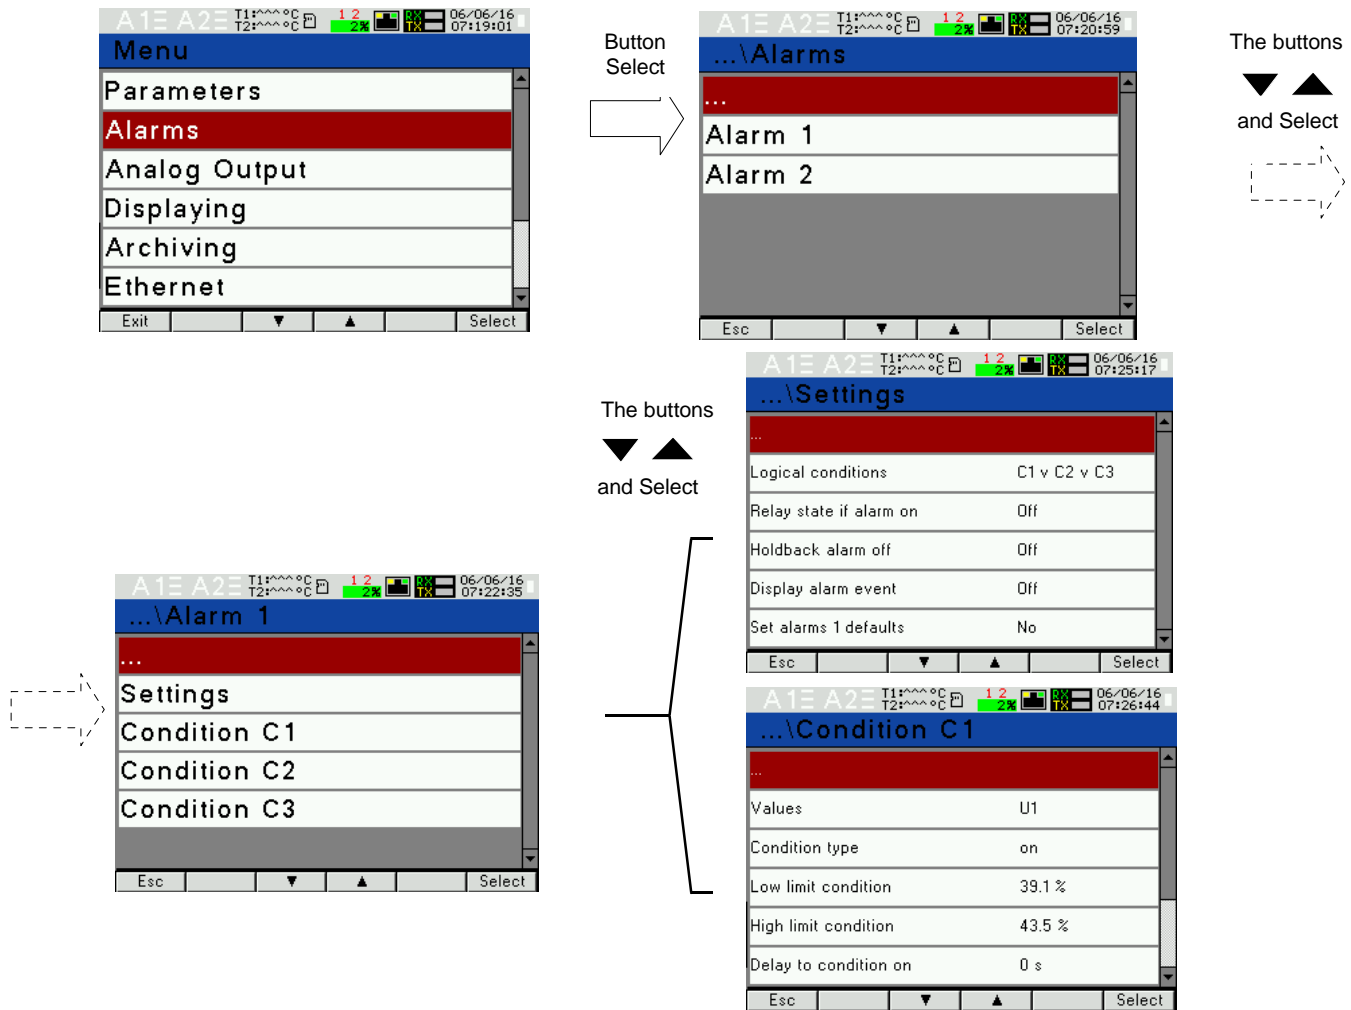 A1 A2 T1:^^^°C 1 2 RX 06/06/16
T2:^^^°C 2% TX 07:19:01
Menu
Parameters
Alarms
Analog Output
Displaying
Archiving
Ethernet
Exit ▼ ▲ Select
Button
Select
A1 A2 T1:^^^°C 1 2 RX 06/06/16
T2:^^^°C 2% TX 07:20:59
...\Alarms
...
Alarm 1
Alarm 2
Esc ▼ ▲ Select
The buttons
▼ ▲
and Select
A1 A2 T1:^^^°C 1 2 RX 06/06/16
T2:^^^°C 2% TX 07:22:35
...\Alarm 1
...
Settings
Condition C1
Condition C2
Condition C3
Esc ▼ ▲ Select
The buttons
▼ ▲
and Select
A1 A2 T1:^^^°C 1 2 RX 06/06/16
T2:^^^°C 2% TX 07:25:17
...\Settings
...
Logical conditions C1 v C2 v C3
Relay state if alarm on Off
Holdback alarm off Off
Display alarm event Off
Set alarms 1 defaults No
Esc ▼ ▲ Select
A1 A2 T1:^^^°C 1 2 RX 06/06/16
T2:^^^°C 2% TX 07:26:44
...\Condition C1
...
Values U1
Condition type on
Low limit condition 39.1 %
High limit condition 43.5 %
Delay to condition on 0 s
Esc ▼ ▲ Select